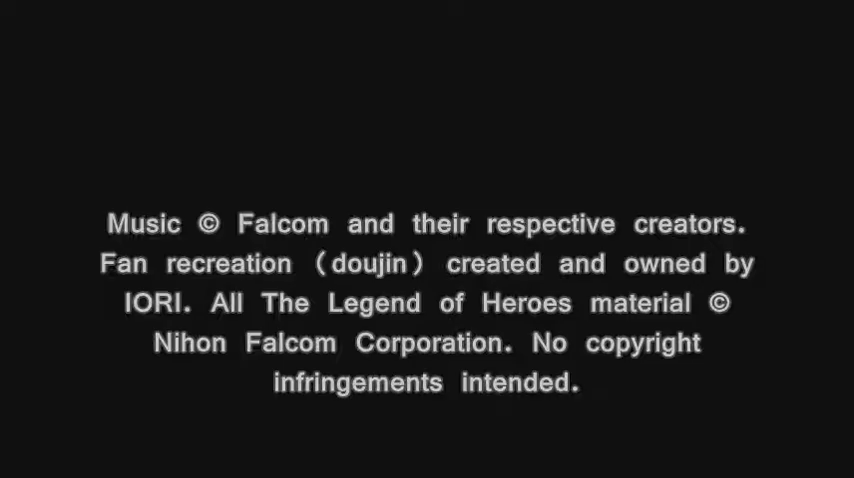 Music © Falcom and their respective creators.
Fan recreation (doujin) created and owned by
IORI. All The Legend of Heroes material ©
Nihon Falcom Corporation. No copyright
infringements intended.